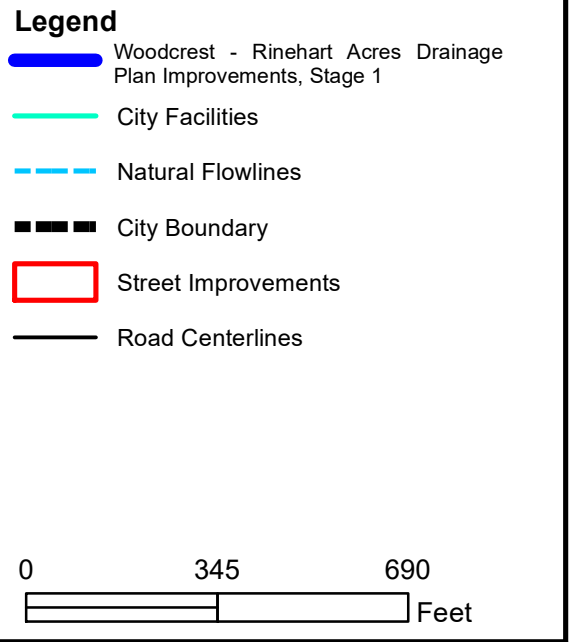 Legend
Woodcrest - Rinehart Acres Drainage
Plan Improvements, Stage 1
City Facilities
Natural Flowlines
City Boundary
Street Improvements
Road Centerlines
0 345 690
Feet